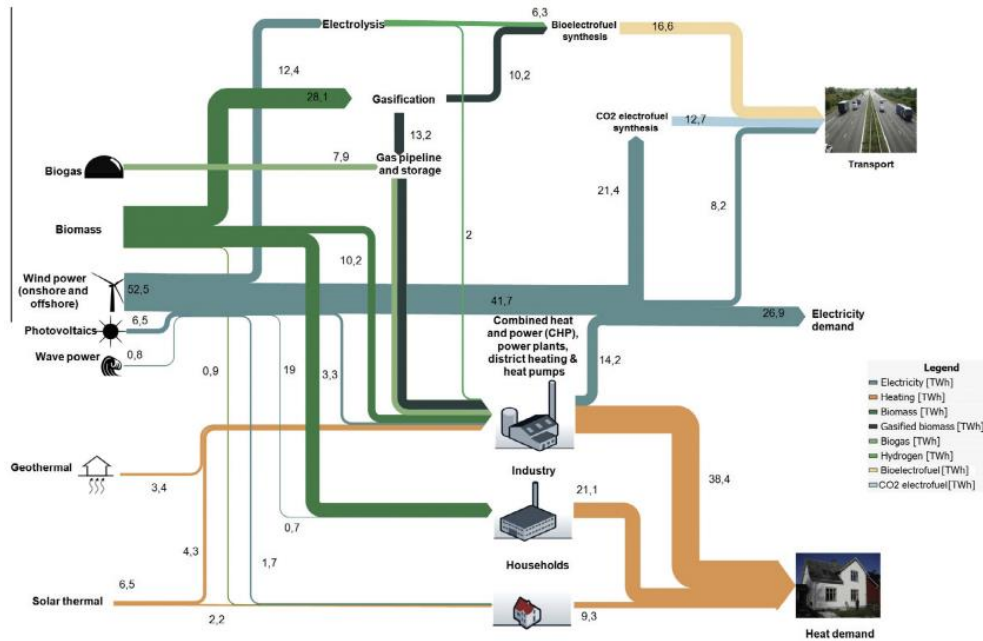 Electrolysis
6,3
Bioelectrofuel
synthesis
16,6
12,4
10,2
28,1
Gasification
CO2 electrofuel
synthesis
12,7
13,2
Transport
Biogas
7,9
Gas pipeline
and storage
21,4
8,2
Biomass
2
10,2
Wind power
(onshore and
offshore)
52,5
41,7
26,9
Electricity
demand
Photovoltaics
6,5
Combined heat
and power (CHP),
power plants,
district heating &
heat pumps
14,2
Wave power
0,8
0,9
19
3,3
Legend
Electricity [TWh]
Heating [TWh]
Biomass [TWh]
Gasified biomass [TWh]
Biogas [TWh]
Hydrogen [TWh]
Bioelectrofuel[TWh]
CO2 electrofuel[TWh]
Geothermal
3,4
Industry
38,4
21,1
4,3
0,7
1,7
Households
6,5
Solar thermal
2,2
9,3
Heat demand